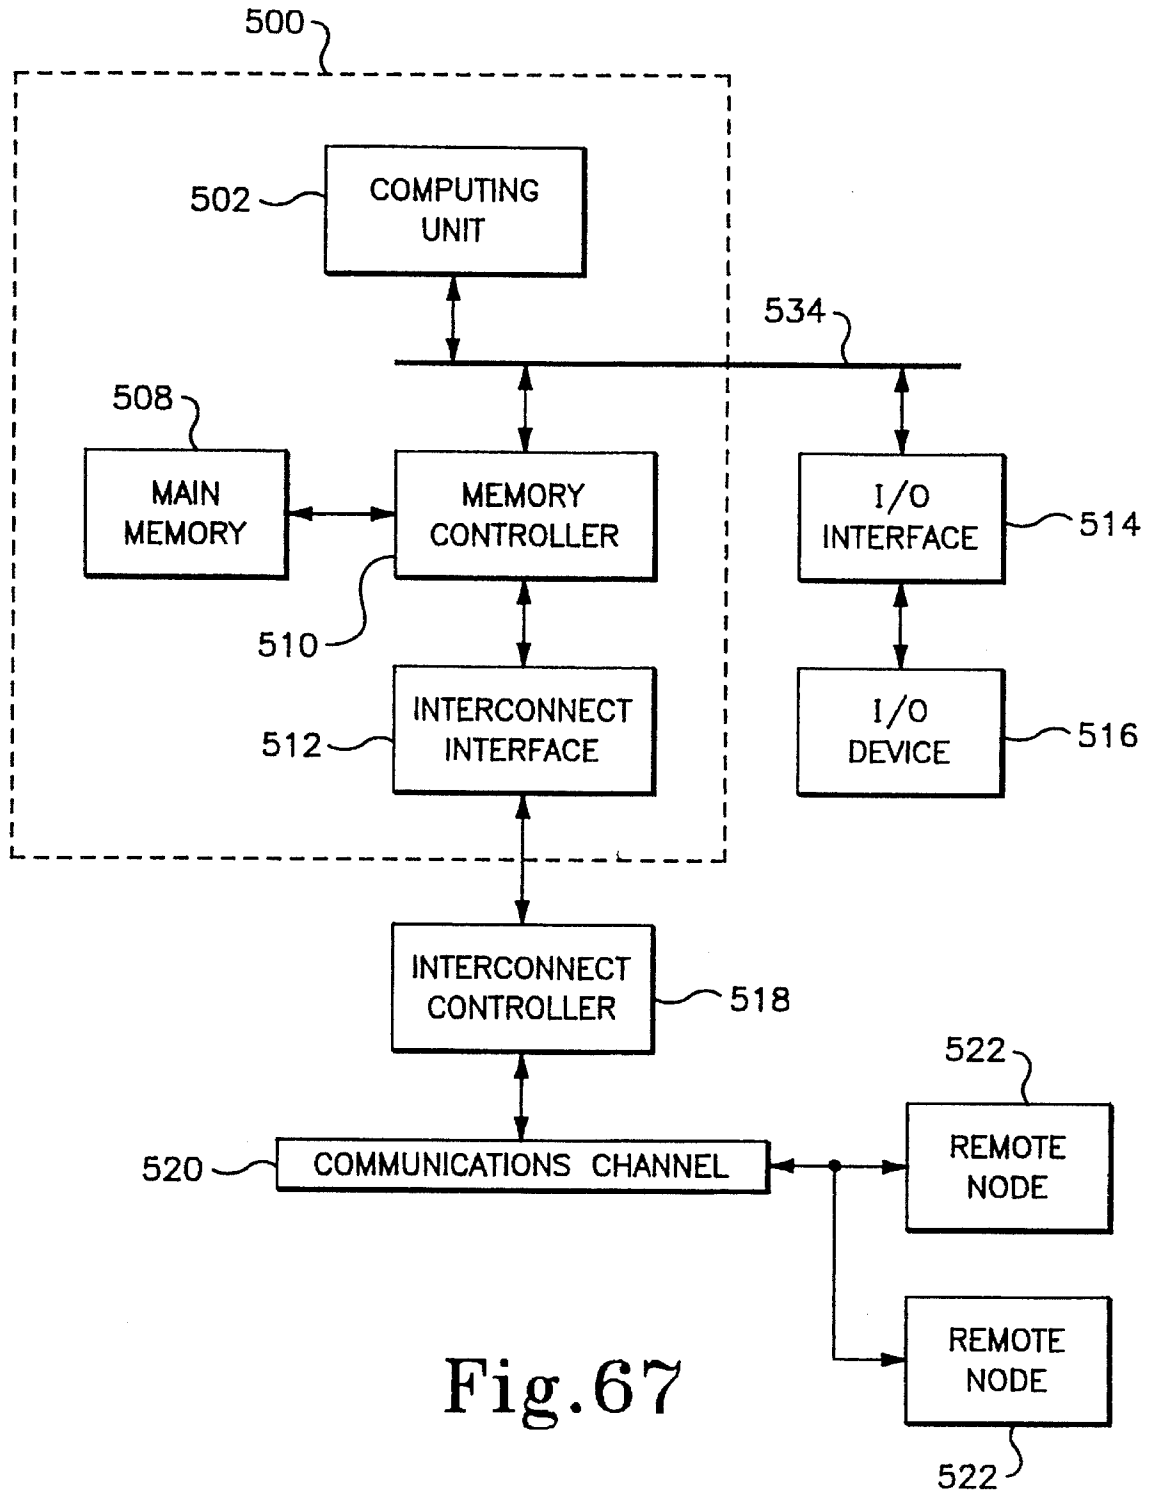 500
502
COMPUTING
UNIT
534
508
MAIN
MEMORY
MEMORY
CONTROLLER
510
I/O
INTERFACE
514
512
INTERCONNECT
INTERFACE
I/O
DEVICE
516
INTERCONNECT
CONTROLLER
518
520
COMMUNICATIONS CHANNEL
522
REMOTE
NODE
REMOTE
NODE
522
Fig.67